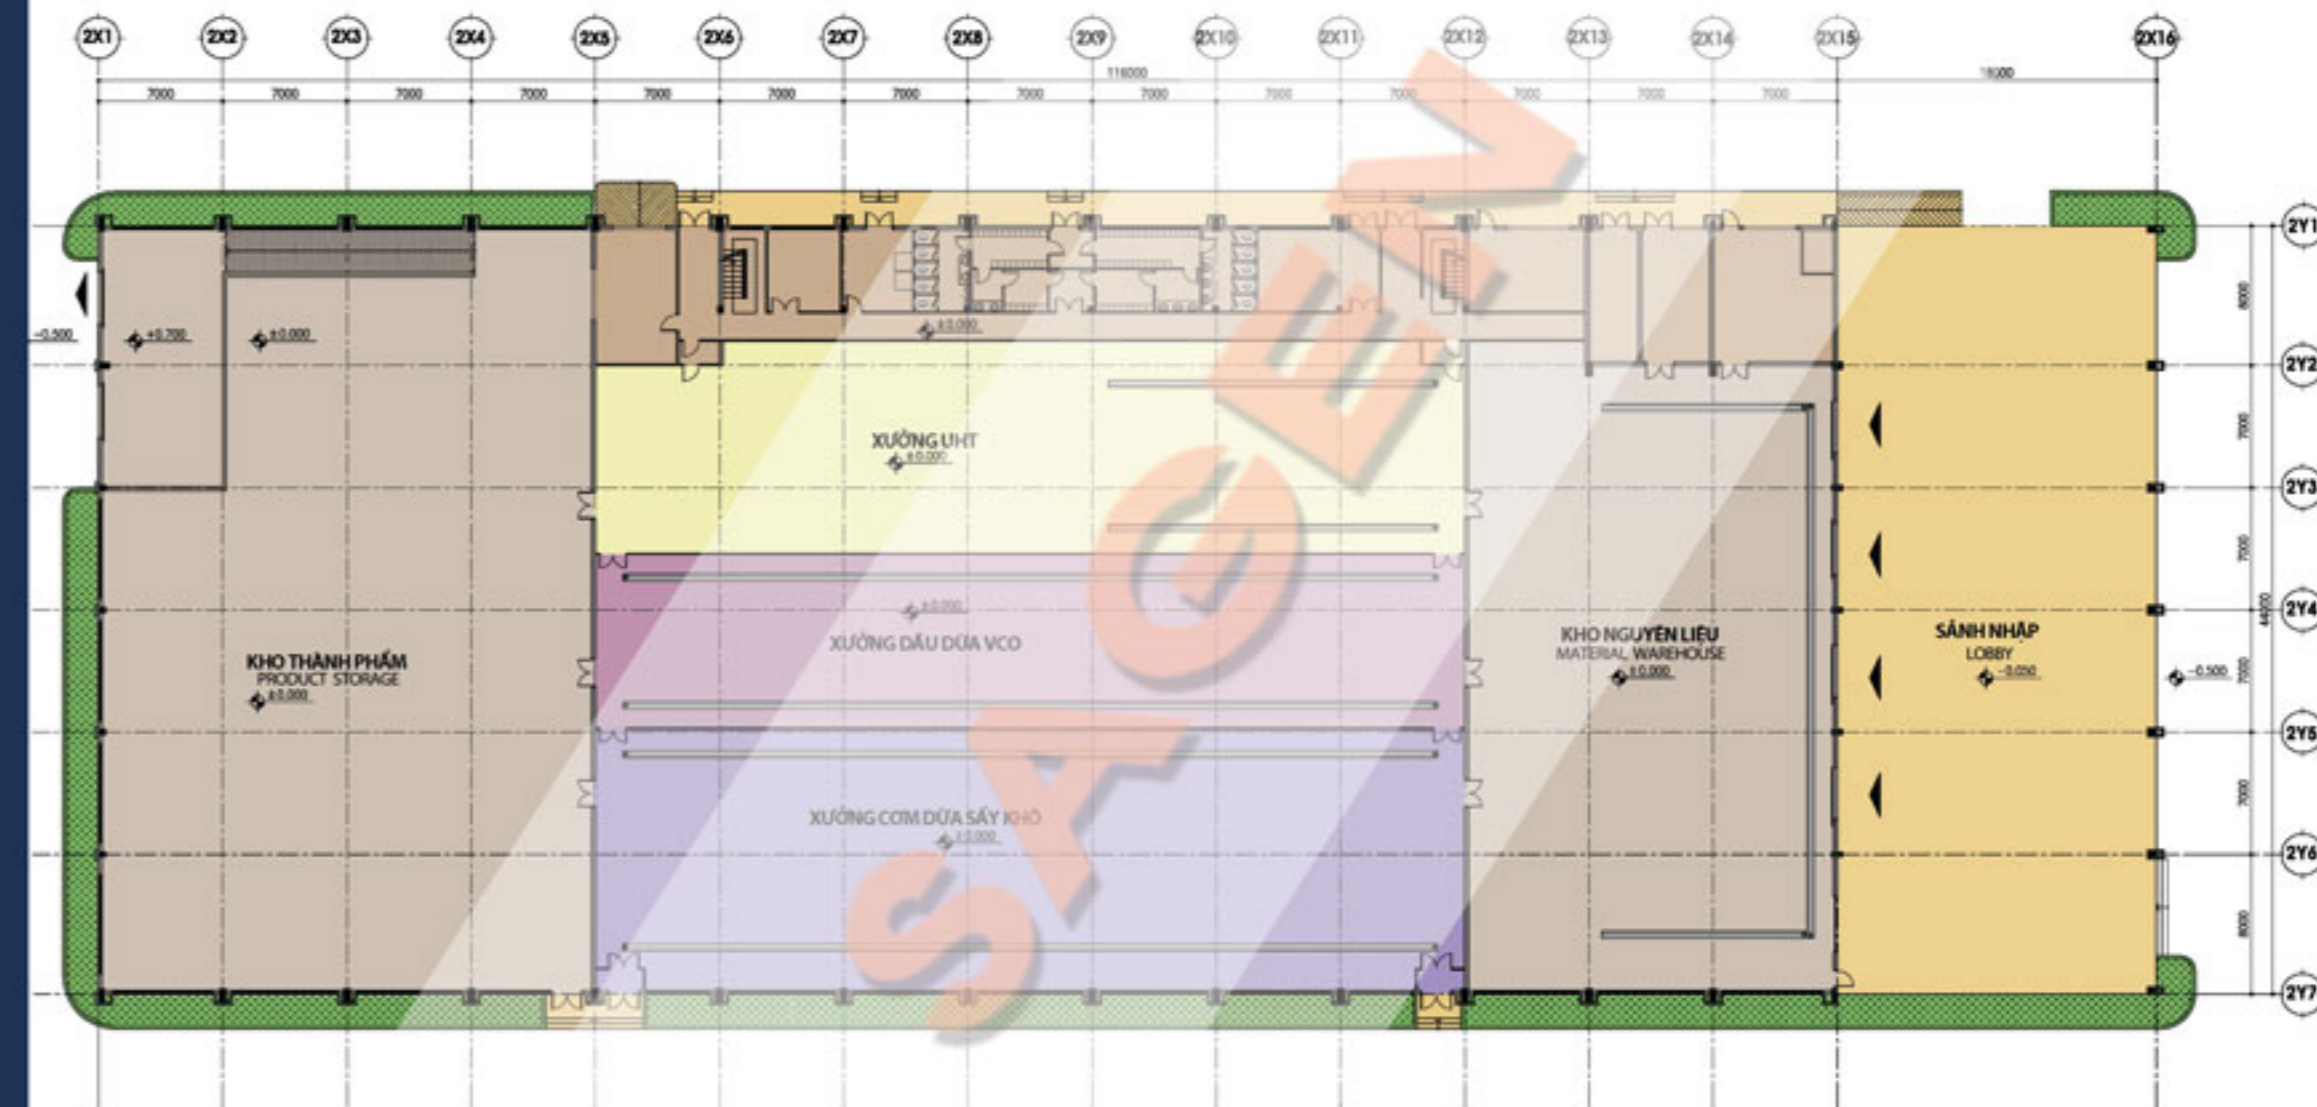 2X1 2X2 2X3 2X4 2X5 2X6 2X7 2X8 2X9 2X10 2X11 2X12 2X13 2X14 2X15 2X16
116000 18000
7000 7000 7000 7000 7000 7000 7000 7000 7000 7000 7000 7000 7000 7000
2Y1
8000
-0.500 +0.700 ±0.000 ±0.000
2Y2
7000
XƯỞNG UHT
±0.000
2Y3
7000
±0.000
44000
2Y4
XƯỞNG DẦU DỪA VCO
KHO NGUYÊN LIỆU
MATERIAL WAREHOUSE
±0.000
SẢNH NHẬP
LOBBY
-0.050
-0.500
7000
KHO THÀNH PHẨM
PRODUCT STORAGE
±0.000
2Y5
7000
XƯỞNG CƠM DỪA SẤY KHÔ
±0.000
2Y6
8000
2Y7
SAGEN